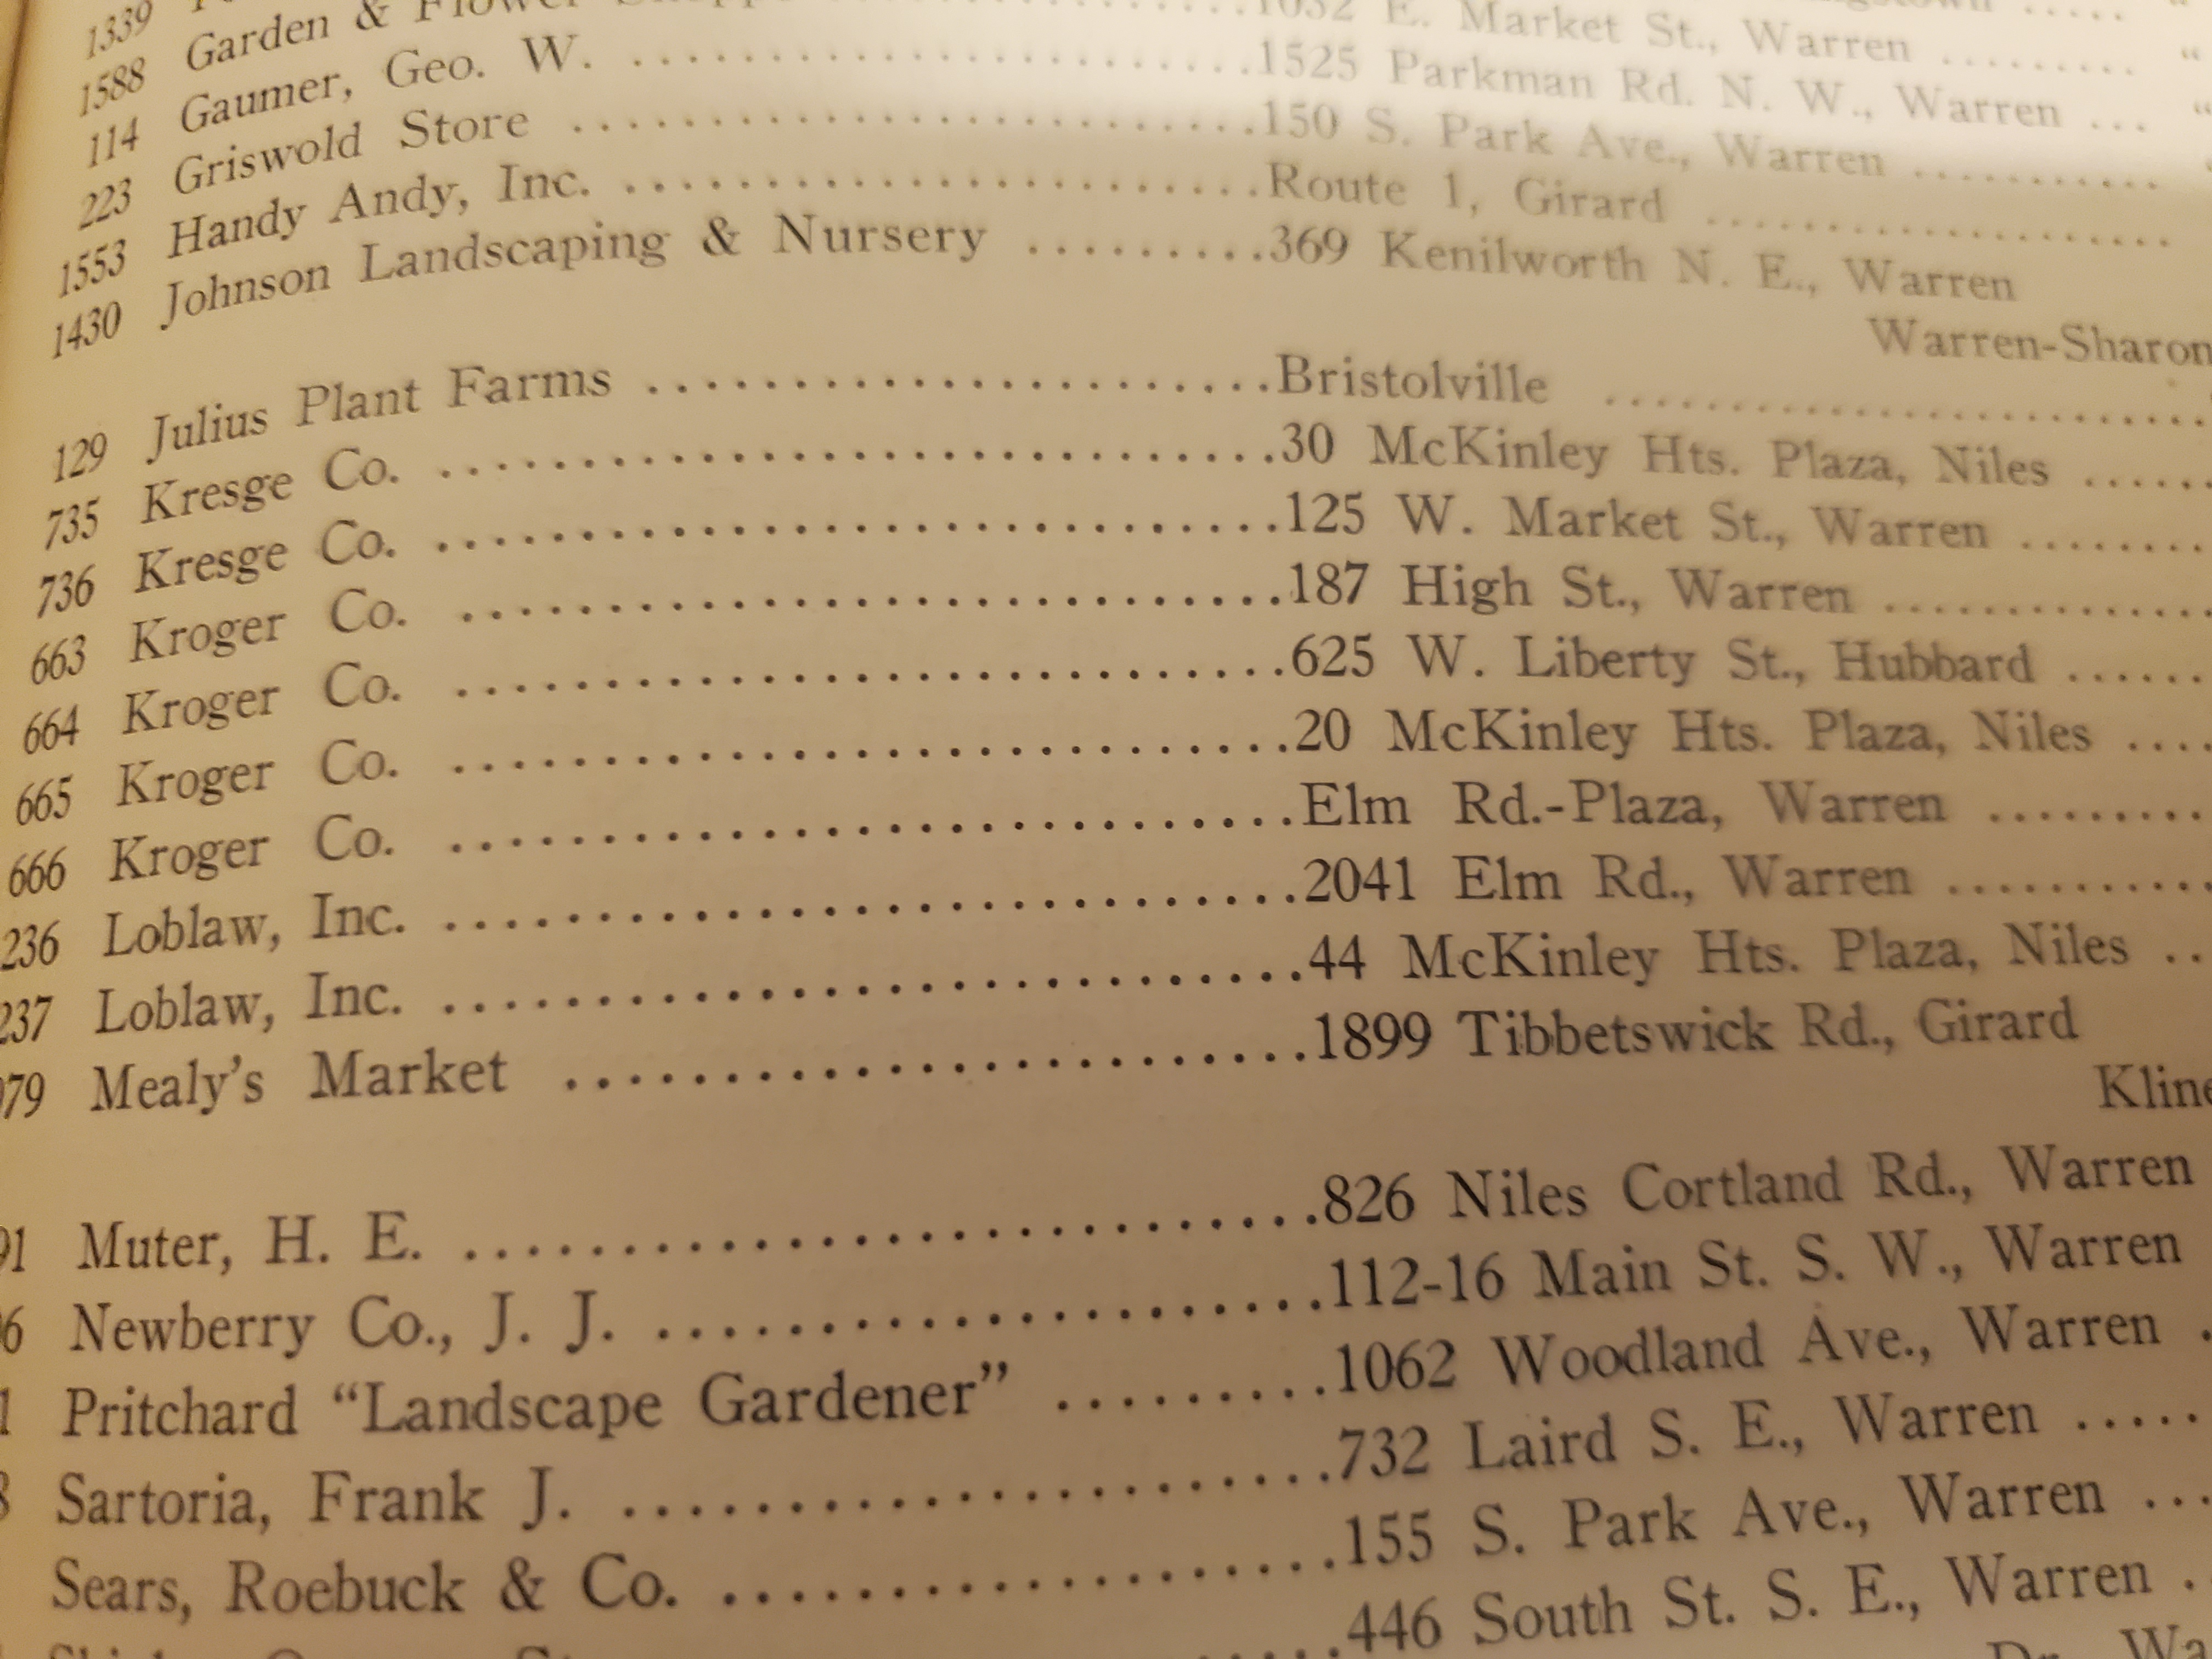 1339
1588 Garden & Flower E. Market St., Warren .........
114 Gaumer, Geo. W. ....................1525 Parkman Rd. N. W., Warren ...
223 Griswold Store ......................150 S. Park Ave., Warren ...........
1553 Handy Andy, Inc. ....................Route 1, Girard ....................
1430 Johnson Landscaping & Nursery .........369 Kenilworth N. E., Warren
Warren-Sharon
129 Julius Plant Farms ......................Bristolville .....................
735 Kresge Co. .............................30 McKinley Hts. Plaza, Niles ......
736 Kresge Co. .............................125 W. Market St., Warren ........
663 Kroger Co. ............................187 High St., Warren ..............
664 Kroger Co. ............................625 W. Liberty St., Hubbard ......
665 Kroger Co. ............................20 McKinley Hts. Plaza, Niles ....
666 Kroger Co. .............................Elm Rd.-Plaza, Warren .........
236 Loblaw, Inc. .............................2041 Elm Rd., Warren ...........
237 Loblaw, Inc. .............................44 McKinley Hts. Plaza, Niles ..
79 Mealy's Market .........................1899 Tibbetswick Rd., Girard
Kline
91 Muter, H. E. .............................826 Niles Cortland Rd., Warren
6 Newberry Co., J. J. .......................112-16 Main St. S. W., Warren
1 Pritchard “Landscape Gardener” ..........1062 Woodland Ave., Warren .
Sartoria, Frank J. ........................732 Laird S. E., Warren .....
Sears, Roebuck & Co. .....................155 S. Park Ave., Warren ...
.....446 South St. S. E., Warren ..